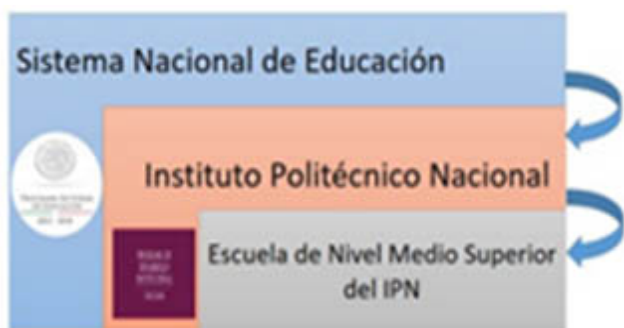 Sistema Nacional de Educación
Instituto Politécnico Nacional
Escuela de Nivel Medio Superior
del IPN